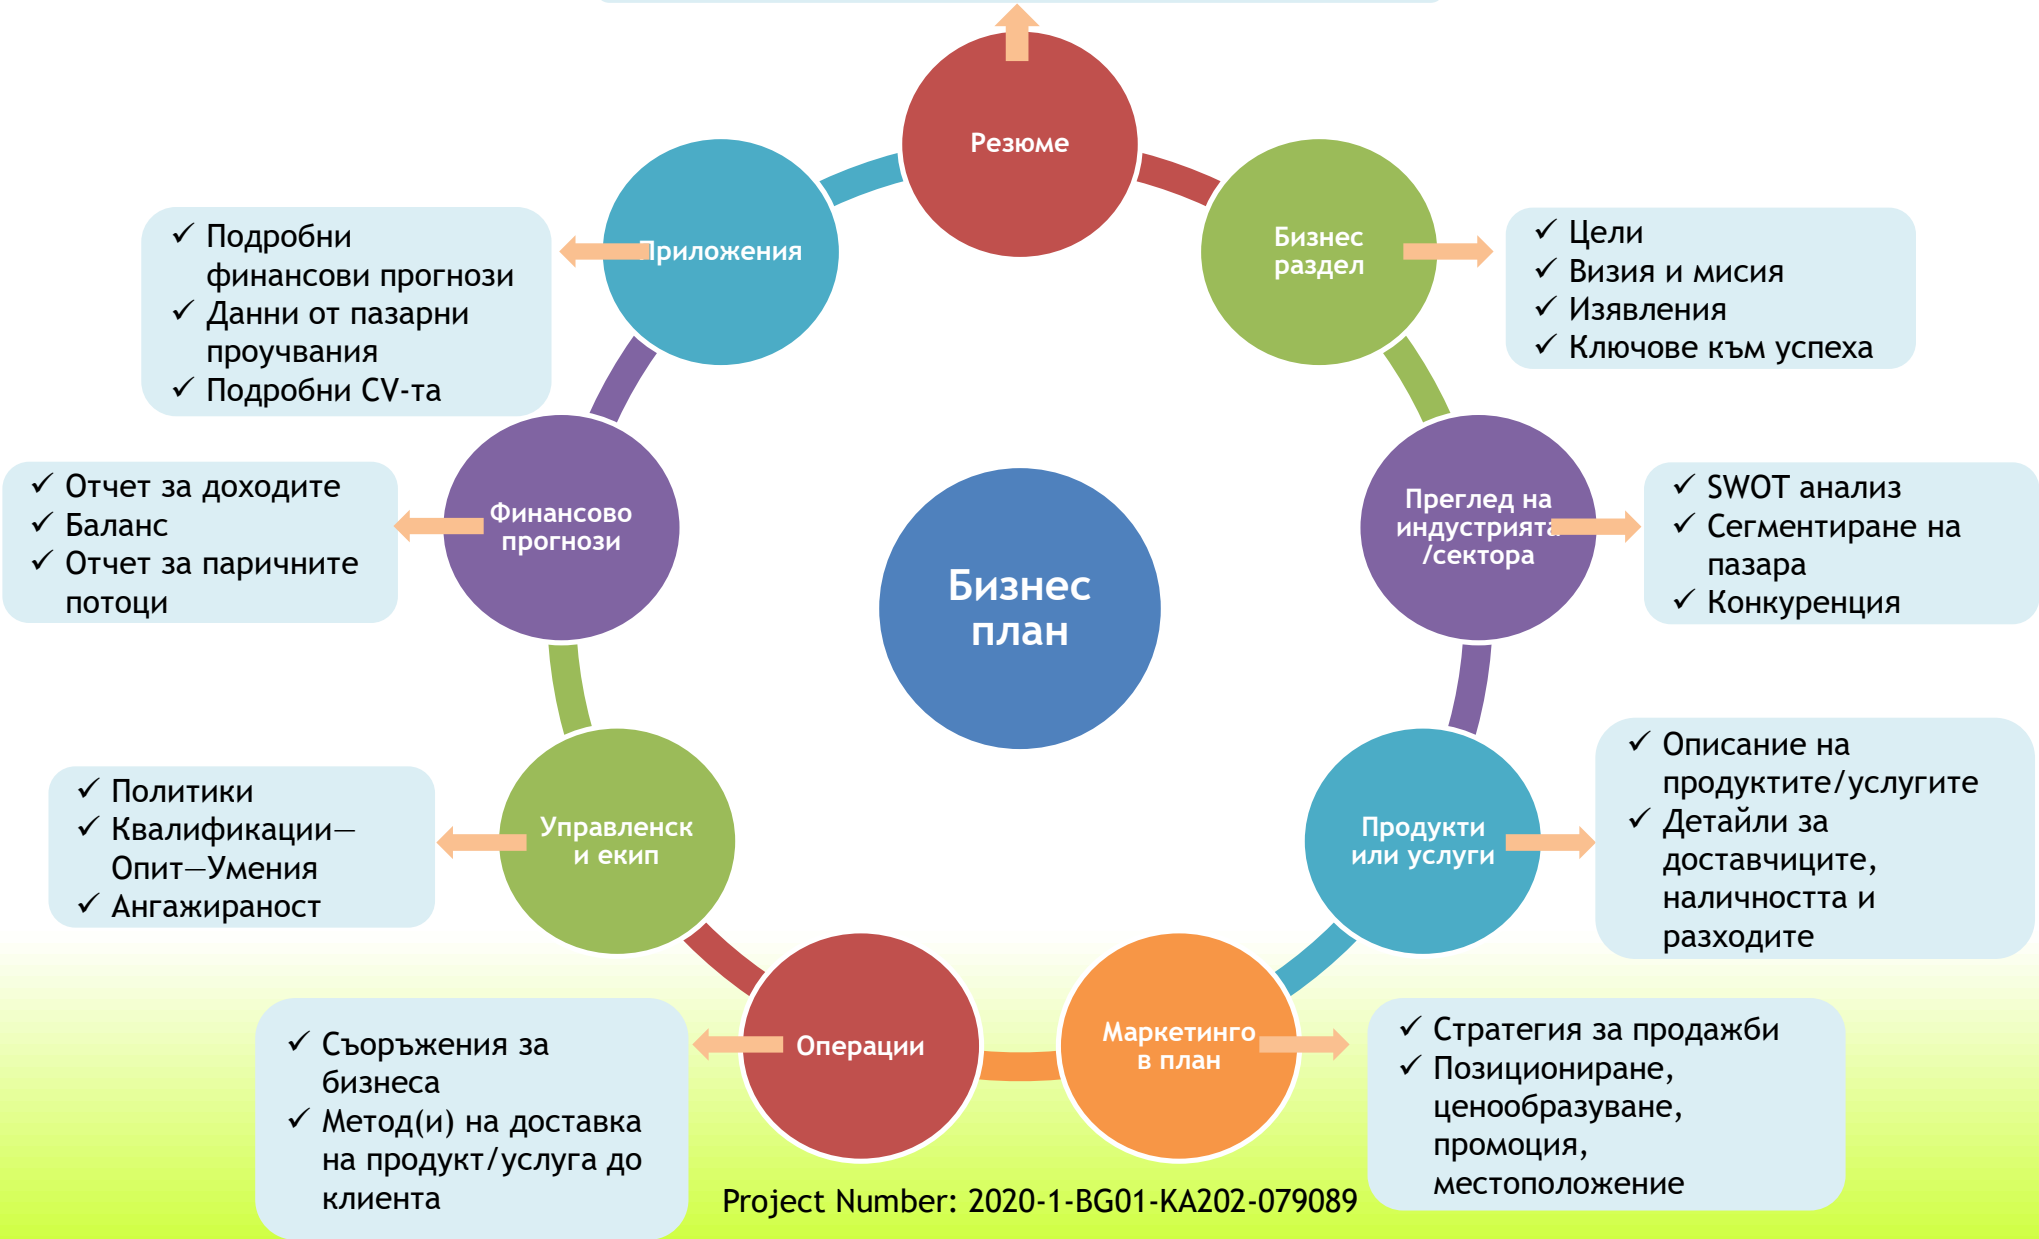 Резюме
Бизнес
раздел
✓ Цели
✓ Визия и мисия
✓ Изявления
✓ Ключове към успеха
Преглед на
индустрията
/сектора
✓ SWOT анализ
✓ Сегментиране на
пазара
✓ Конкуренция
Продукти
или услуги
✓ Описание на
продуктите/услугите
✓ Детайли за
доставчиците,
наличността и
разходите
Маркетинго
в план
✓ Стратегия за продажби
✓ Позициониране,
ценообразуване,
промоция,
местоположение
Операции
✓ Съоръжения за
бизнеса
✓ Метод(и) на доставка
на продукт/услуга до
клиента
Управленск
и екип
✓ Политики
✓ Квалификации—
Опит—Умения
✓ Ангажираност
Финансово
прогнози
✓ Отчет за доходите
✓ Баланс
✓ Отчет за паричните
потоци
Приложения
✓ Подробни
финансови прогнози
✓ Данни от пазарни
проучвания
✓ Подробни CV-та
Бизнес
план
Project Number: 2020-1-BG01-KA202-079089